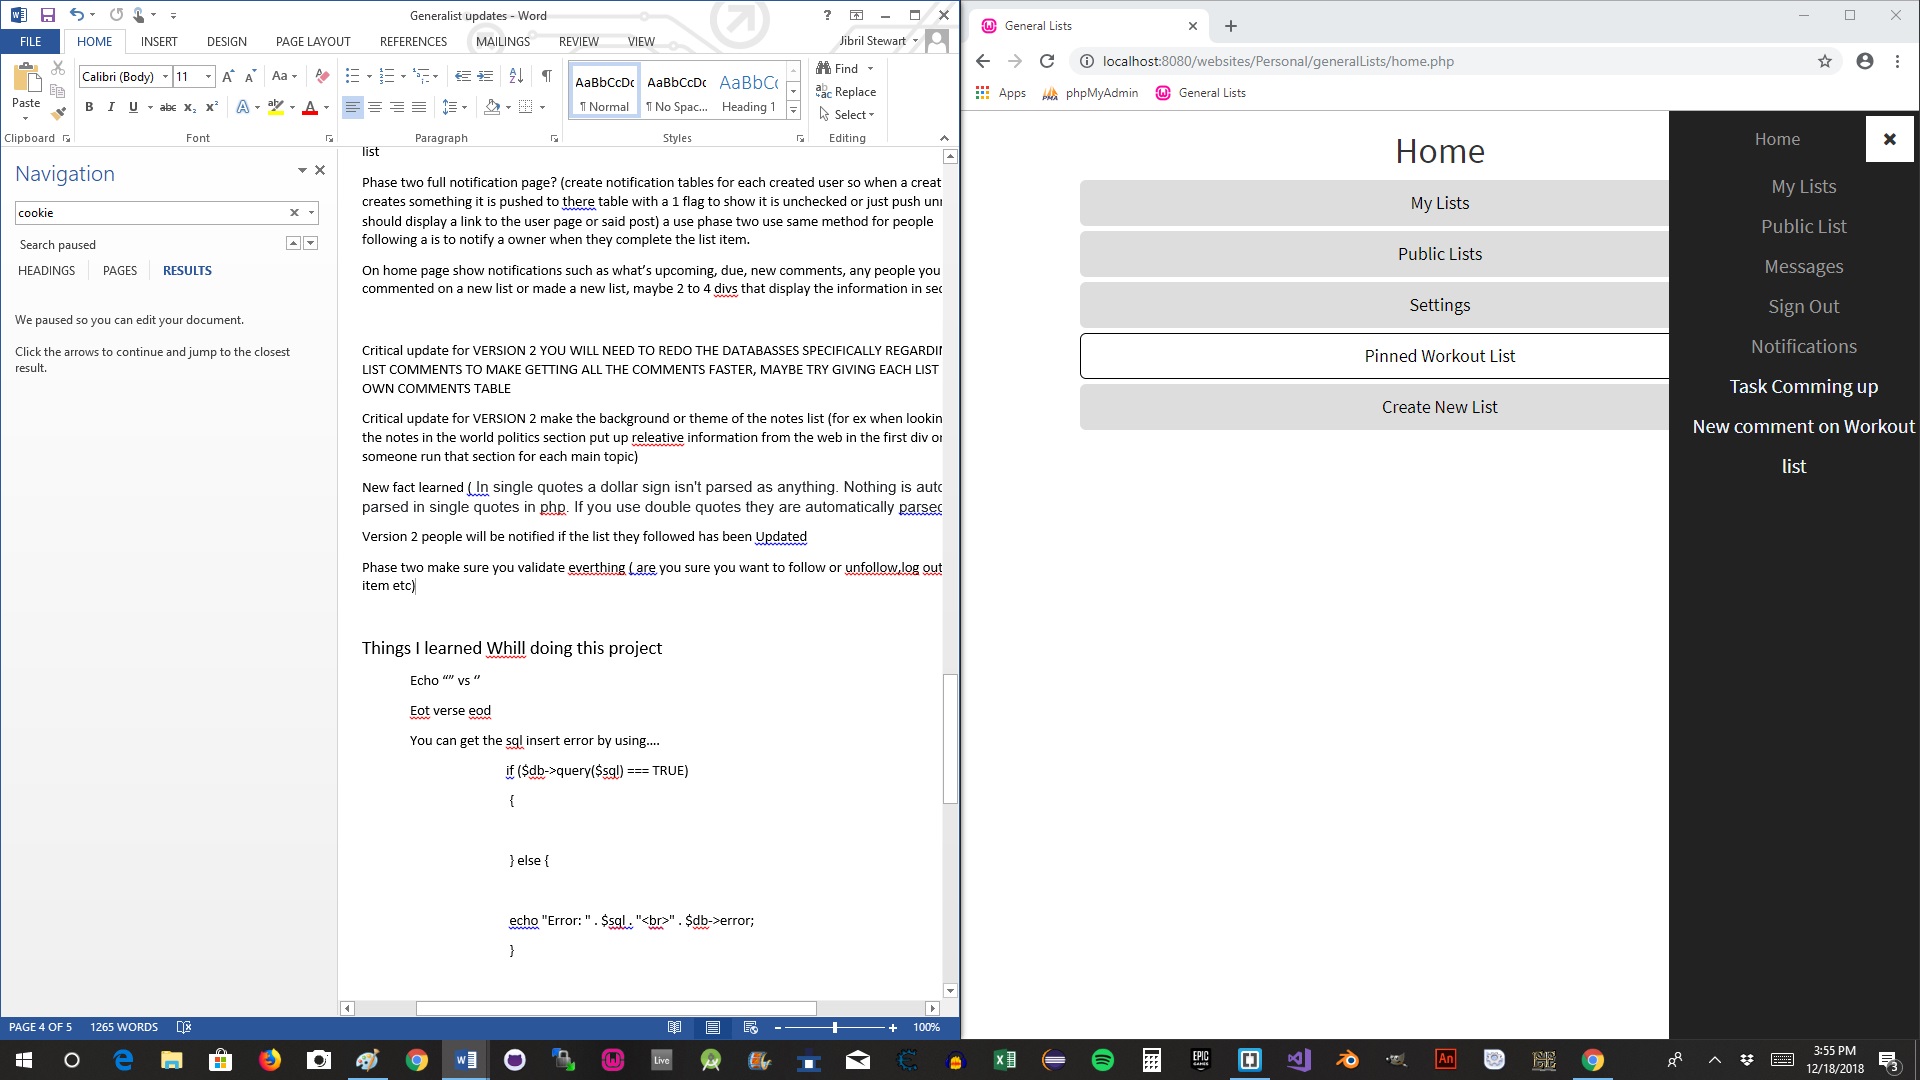 Generalist updates - Word
FILE HOME INSERT DESIGN PAGE LAYOUT REFERENCES MAILINGS REVIEW VIEW Jibril Stewart
Paste
Calibri (Body) 11
AaBbCcDc AaBbCcDc AaBbCc
¶ Normal ¶ No Spac... Heading 1
Find
Replace
Select
Clipboard Font Paragraph Styles Editing
Navigation
cookie
Search paused
HEADINGS PAGES RESULTS
We paused so you can edit your document.
Click the arrows to continue and jump to the closest
result.
list
Phase two full notification page? (create notification tables for each created user so when a creat
creates something it is pushed to there table with a 1 flag to show it is unchecked or just push unr
should display a link to the user page or said post) a use phase two use same method for people
following a is to notify a owner when they complete the list item.
On home page show notifications such as what's upcoming, due, new comments, any people you
commented on a new list or made a new list, maybe 2 to 4 divs that display the information in sec
Critical update for VERSION 2 YOU WILL NEED TO REDO THE DATABASSES SPECIFICALLY REGARDIN
LIST COMMENTS TO MAKE GETTING ALL THE COMMENTS FASTER, MAYBE TRY GIVING EACH LIST
OWN COMMENTS TABLE
Critical update for VERSION 2 make the background or theme of the notes list (for ex when lookin
the notes in the world politics section put up releative information from the web in the first div or
someone run that section for each main topic)
New fact learned ( In single quotes a dollar sign isn't parsed as anything. Nothing is auto
parsed in single quotes in php. If you use double quotes they are automatically parsed
Version 2 people will be notified if the list they followed has been Updated
Phase two make sure you validate everthing ( are you sure you want to follow or unfollow,log out
item etc)
Things I learned Whill doing this project
Echo “” vs ‘’
Eot verse eod
You can get the sql insert error by using....
if ($db->query($sql) === TRUE)
{
} else {
echo "Error: " . $sql . "<br>" . $db->error;
}
PAGE 4 OF 5 1265 WORDS 100%
General Lists
localhost:8080/websites/Personal/generalLists/home.php
Apps phpMyAdmin General Lists
Home
My Lists
Public Lists
Settings
Pinned Workout List
Create New List
Home
My Lists
Public List
Messages
Sign Out
Notifications
Task Comming up
New comment on Workout
list
Live
EPIC GAMES
An
3:55 PM
12/18/2018
3